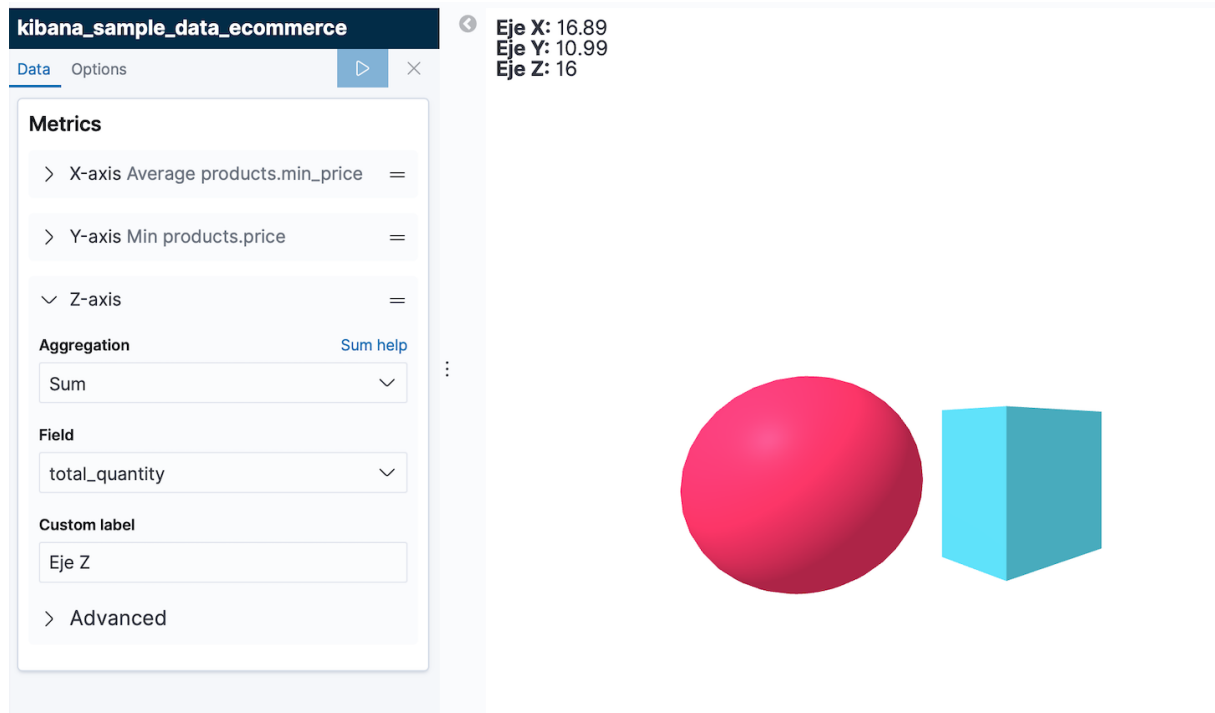 kibana_sample_data_ecommerce
Data Options
Metrics
X-axis Average products.min_price
Y-axis Min products.price
Z-axis
Aggregation Sum help
Sum
Field
total_quantity
Custom label
Eje Z
Advanced
Eje X: 16.89
Eje Y: 10.99
Eje Z: 16